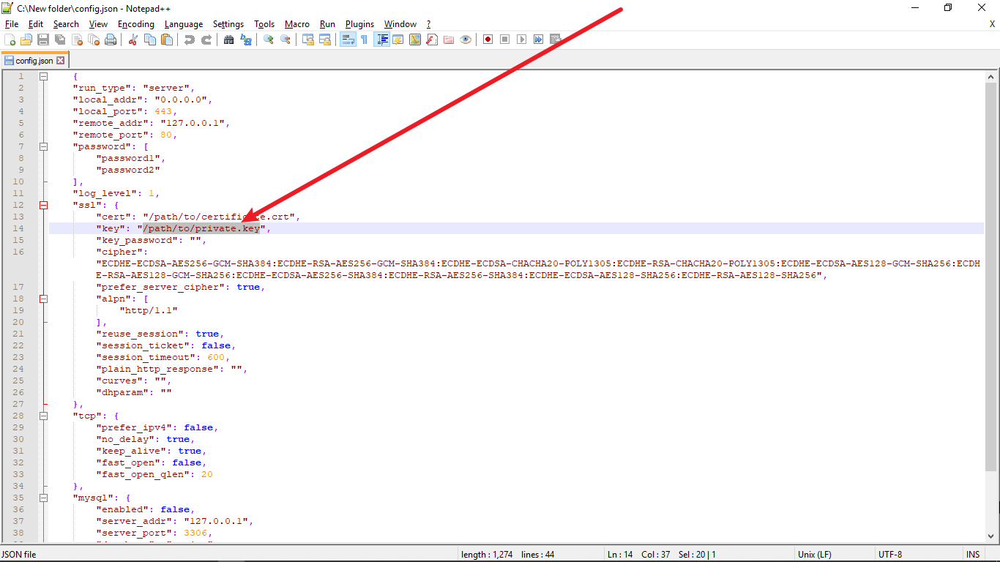 C:\New folder\config.json - Notepad++
File Edit Search View Encoding Language Settings Tools Macro Run Plugins Window ? X
config.json
1 {
2 "run_type": "server",
3 "local_addr": "0.0.0.0",
4 "local_port": 443,
5 "remote_addr": "127.0.0.1",
6 "remote_port": 80,
7 "password": [
8 "password1",
9 "password2"
10 ],
11 "log_level": 1,
12 "ssl": {
13 "cert": "/path/to/certificate.crt",
14 "key": "/path/to/private.key",
15 "key_password": "",
16 "cipher":
"ECDHE-ECDSA-AES256-GCM-SHA384:ECDHE-RSA-AES256-GCM-SHA384:ECDHE-ECDSA-CHACHA20-POLY1305:ECDHE-RSA-CHACHA20-POLY1305:ECDHE-ECDSA-AES128-GCM-SHA256:ECDH
E-RSA-AES128-GCM-SHA256:ECDHE-ECDSA-AES256-SHA384:ECDHE-RSA-AES256-SHA384:ECDHE-ECDSA-AES128-SHA256:ECDHE-RSA-AES128-SHA256",
17 "prefer_server_cipher": true,
18 "alpn": [
19 "http/1.1"
20 ],
21 "reuse_session": true,
22 "session_ticket": false,
23 "session_timeout": 600,
24 "plain_http_response": "",
25 "curves": "",
26 "dhparam": ""
27 },
28 "tcp": {
29 "prefer_ipv4": false,
30 "no_delay": true,
31 "keep_alive": true,
32 "fast_open": false,
33 "fast_open_qlen": 20
34 },
35 "mysql": {
36 "enabled": false,
37 "server_addr": "127.0.0.1",
38 "server_port": 3306,
JSON file length : 1,274 lines : 44 Ln : 14 Col : 37 Sel : 20 | 1 Unix (LF) UTF-8 INS